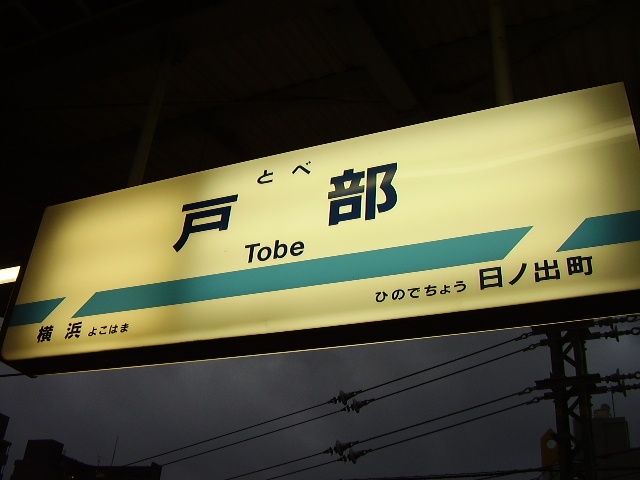 とべ
戸部
Tobe
横浜 よこはま
ひのでちょう 日ノ出町